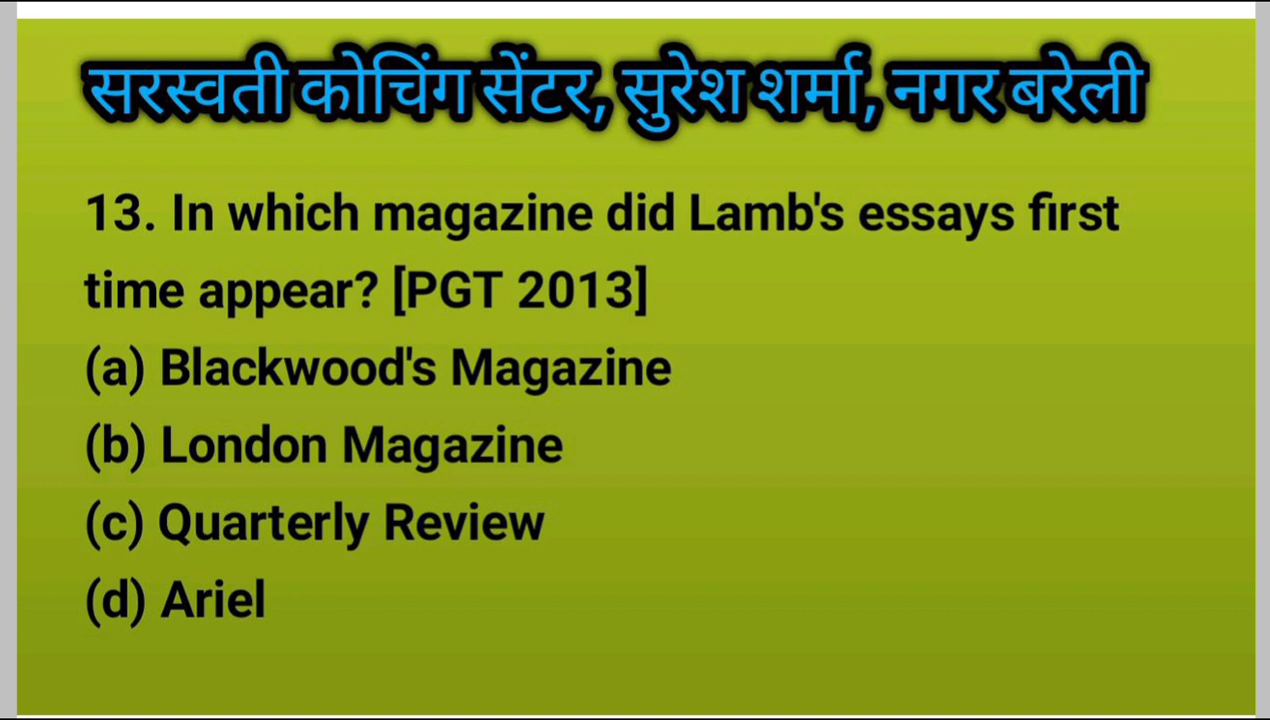 सरस्वती कोचिंग सेंटर, सुरेश शर्मा, नगर बरेली
13. In which magazine did Lamb's essays first
time appear? [PGT 2013]
(a) Blackwood's Magazine
(b) London Magazine
(c) Quarterly Review
(d) Ariel